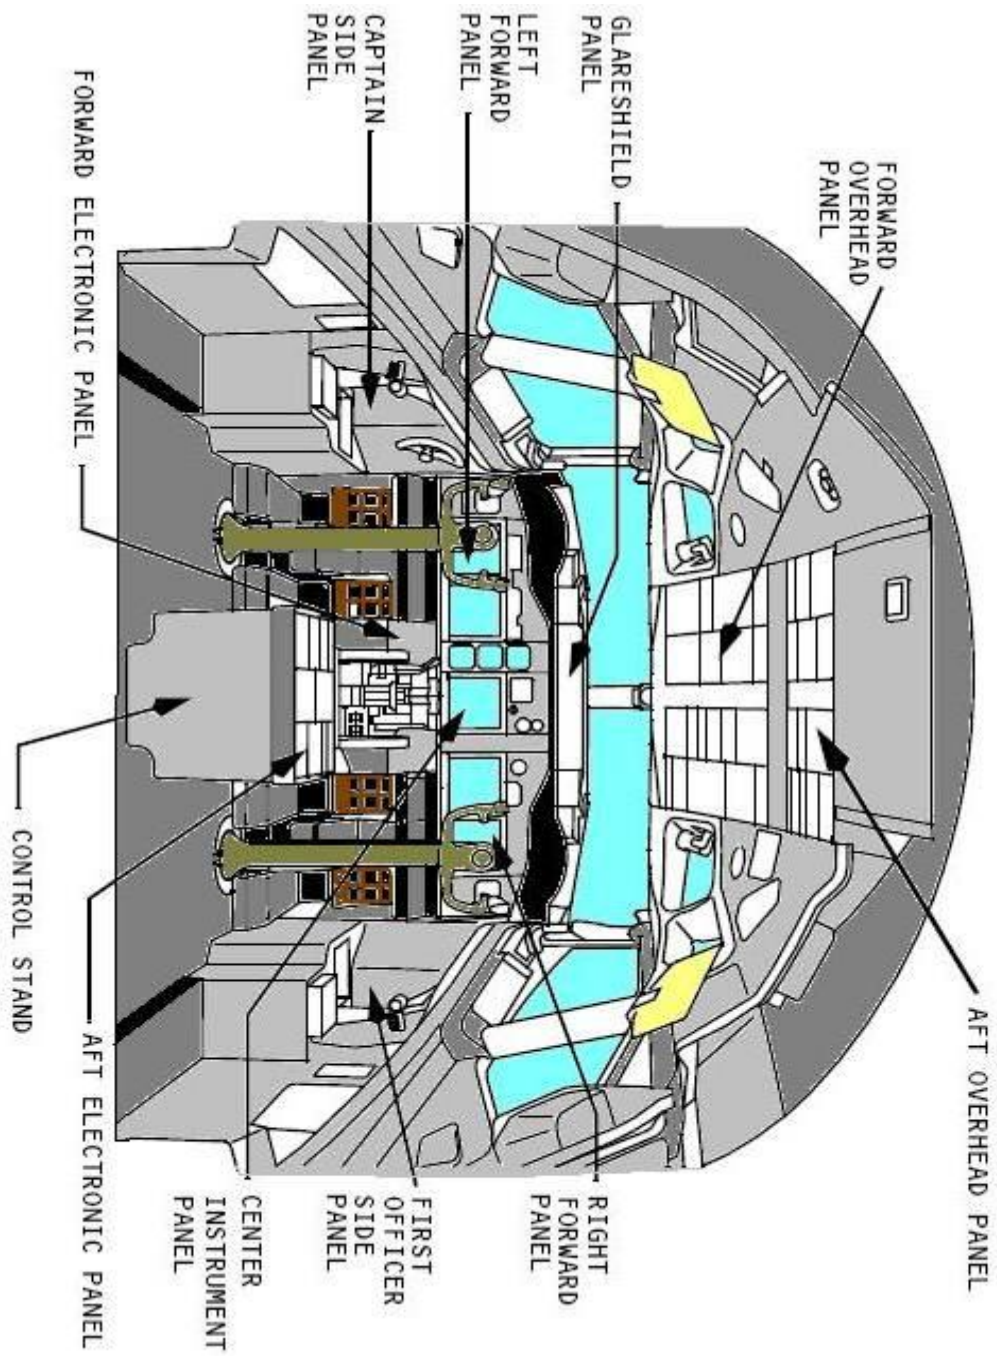 FORWARD
OVERHEAD
PANEL
GLARESHIELD
PANEL
LEFT
FORWARD
PANEL
CAPTAIN
SIDE
PANEL
FORWARD ELECTRONIC PANEL
AFT OVERHEAD PANEL
RIGHT
FORWARD
PANEL
FIRST
OFFICER
SIDE
PANEL
CENTER
INSTRUMENT
PANEL
AFT ELECTRONIC PANEL
CONTROL STAND